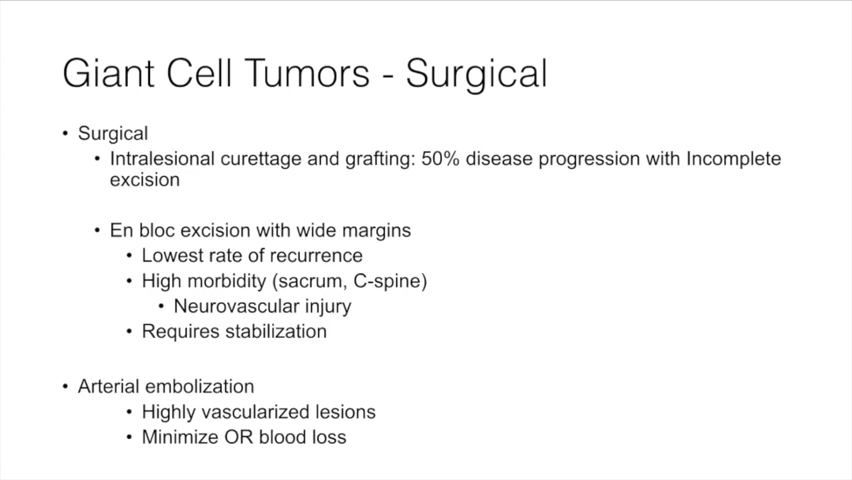 Giant Cell Tumors - Surgical
• Surgical
• Intralesional curettage and grafting: 50% disease progression with Incomplete
excision
• En bloc excision with wide margins
• Lowest rate of recurrence
• High morbidity (sacrum, C-spine)
• Neurovascular injury
• Requires stabilization
• Arterial embolization
• Highly vascularized lesions
• Minimize OR blood loss